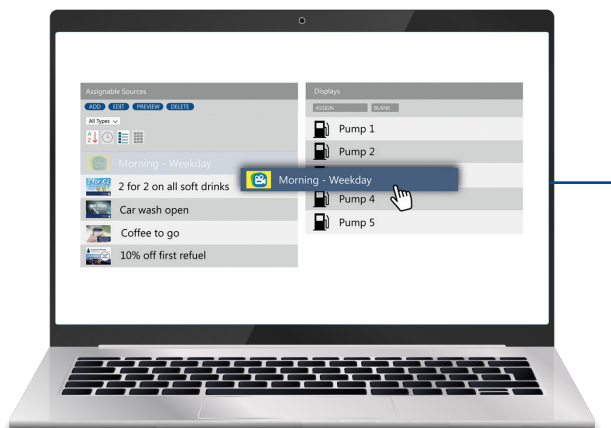 Assignable Sources
ADD EDIT PREVIEW DELETE
All Types
A
Z
Morning - Weekday
2 for 2 on all soft drinks
Car wash open
Coffee to go
10% off first refuel
Displays
ASSIGN BLANK
Pump 1
Pump 2
Morning - Weekday
Pump 4
Pump 5